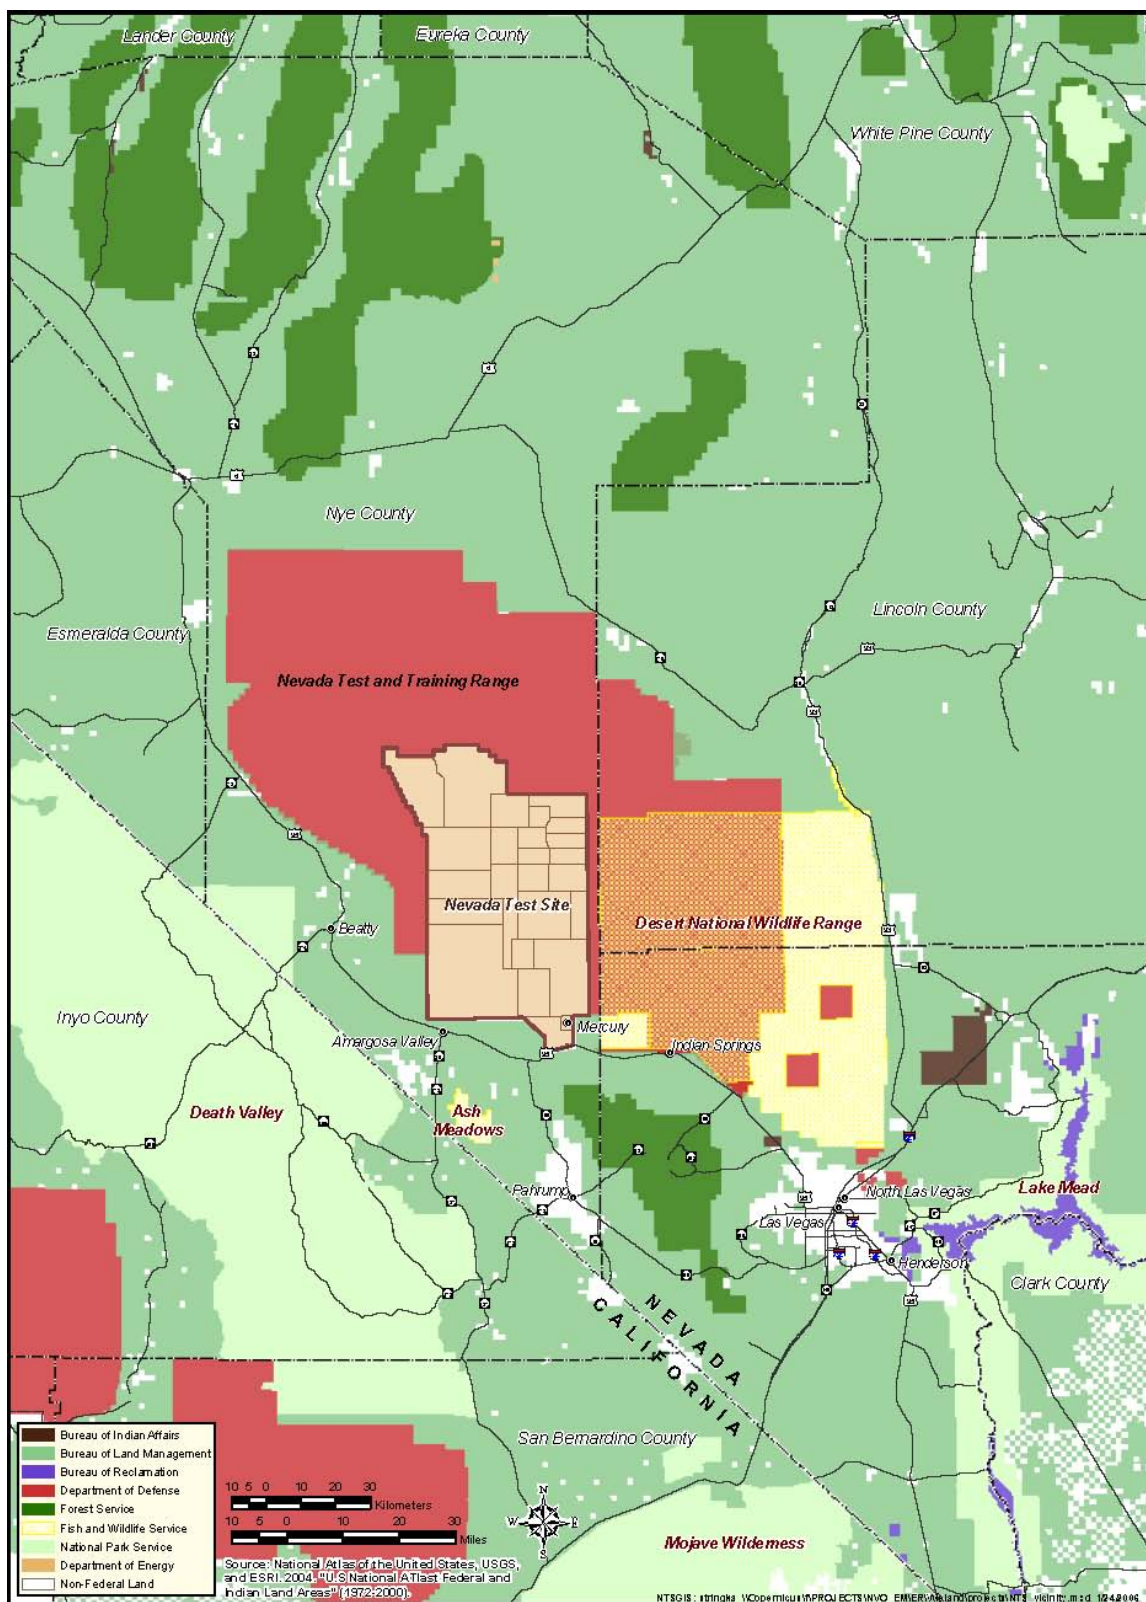 Lander County
Eureka County
White Pine County
Nye County
Esmeralda County
Lincoln County
Nevada Test and Training Range
Nevada Test Site
Desert National Wildlife Range
Beatty
Inyo County
Mercury
Amargosa Valley
Indian Springs
Death Valley
Ash
Meadows
Pahrump
North Las Vegas
Lake Mead
Las Vegas
Henderson
Clark County
NEVADA
CALIFORNIA
San Bernardino County
Mojave Wilderness
Bureau of Indian Affairs
Bureau of Land Management
Bureau of Reclamation
Department of Defense
Forest Service
Fish and Wildlife Service
National Park Service
Department of Energy
Non-Federal Land
10 5 0 10 20 30
Kilometers
10 5 0 10 20 30
Miles
N
W E
S
Source: National Atlas of the United States, USGS,
and ESRI. 2004. "U.S National ATlast Federal and
Indian Land Areas" (1972-2000).